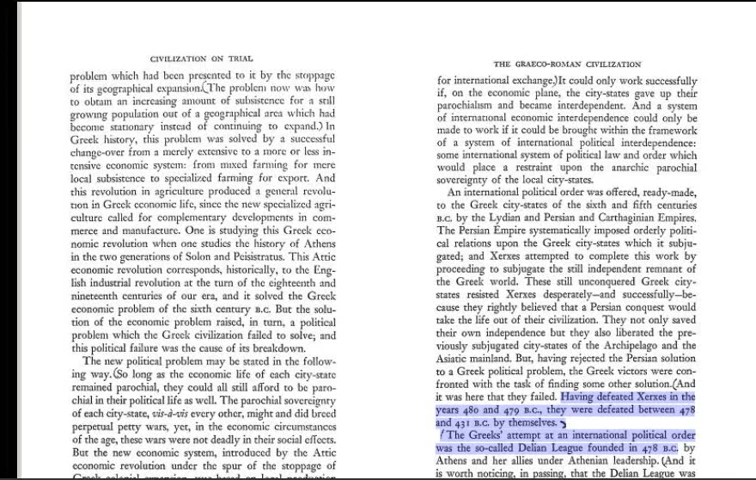 CIVILIZATION ON TRIAL
problem which had been presented to it by the stoppage
of its geographical expansion.(The problem now was how
to obtain an increasing amount of subsistence for a still
growing population out of a geographical area which had
become stationary instead of continuing to expand.) In
Greek history, this problem was solved by a successful
change-over from a merely extensive to a more or less in-
tensive economic system: from mixed farming for mere
local subsistence to specialized farming for export. And
this revolution in agriculture produced a general revolu-
tion in Greek economic life, since the new specialized agri-
culture called for complementary developments in com-
merce and manufacture. One is studying this Greek eco-
nomic revolution when one studies the history of Athens
in the two generations of Solon and Peisistratus. This Attic
economic revolution corresponds, historically, to the Eng-
lish industrial revolution at the turn of the eighteenth and
nineteenth centuries of our era, and it solved the Greek
economic problem of the sixth century B.C. But the solu-
tion of the economic problem raised, in turn, a political
problem which the Greek civilization failed to solve; and
this political failure was the cause of its breakdown.
The new political problem may be stated in the follow-
ing way.(So long as the economic life of each city-state
remained parochial, they could all still afford to be paro-
chial in their political life as well. The parochial sovereignty
of each city-state, vis-à-vis every other, might and did breed
perpetual petty wars, yet, in the economic circumstances
of the age, these wars were not deadly in their social effects.
But the new economic system, introduced by the Attic
economic revolution under the spur of the stoppage of
THE GRAECO-ROMAN CIVILIZATION
for international exchange.)It could only work successfully
if, on the economic plane, the city-states gave up their
parochialism and became interdependent. And a system
of international economic interdependence could only be
made to work if it could be brought within the framework
of a system of international political interdependence:
some international system of political law and order which
would place a restraint upon the anarchic parochial
sovereignty of the local city-states.
An international political order was offered, ready-made,
to the Greek city-states of the sixth and fifth centuries
B.C. by the Lydian and Persian and Carthaginian Empires.
The Persian Empire systematically imposed orderly politi-
cal relations upon the Greek city-states which it subju-
gated; and Xerxes attempted to complete this work by
proceeding to subjugate the still independent remnant of
the Greek world. These still unconquered Greek city-
states resisted Xerxes desperately—and successfully—be-
cause they rightly believed that a Persian conquest would
take the life out of their civilization. They not only saved
their own independence but they also liberated the pre-
viously subjugated city-states of the Archipelago and the
Asiatic mainland. But, having rejected the Persian solution
to a Greek political problem, the Greek victors were con-
fronted with the task of finding some other solution.(And
it was here that they failed. Having defeated Xerxes in the
years 480 and 479 B.C., they were defeated between 478
and 431 B.C. by themselves.)
(The Greeks' attempt at an international political order
was the so-called Delian League founded in 478 B.C. by
Athens and her allies under Athenian leadership. (And it
is worth noticing, in passing, that the Delian League was